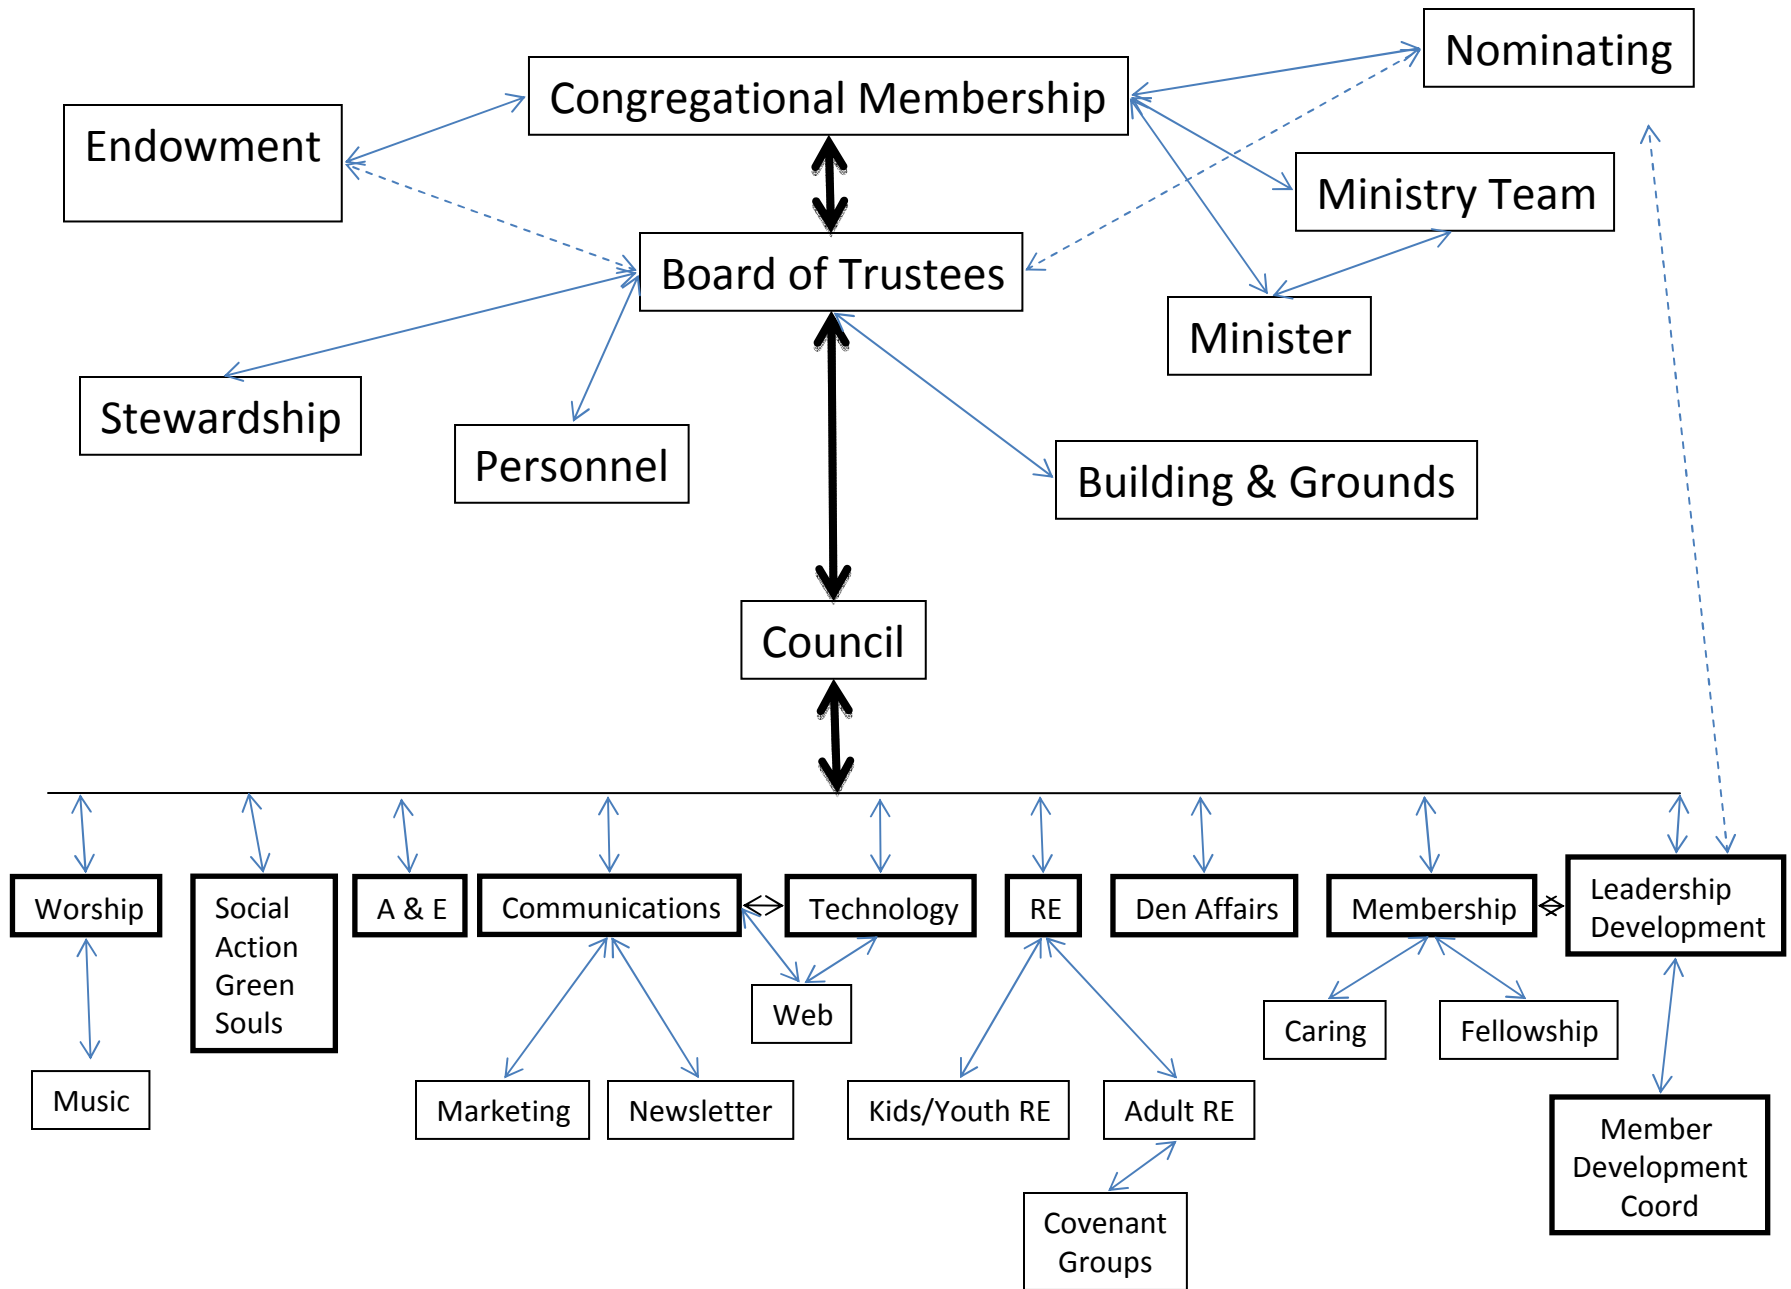 Nominating
Congregational Membership
Endowment
Ministry Team
Board of Trustees
Minister
Stewardship
Personnel
Building & Grounds
Council
Worship
Social
Action
Green
Souls
A & E
Communications
Technology
RE
Den Affairs
Membership
Leadership
Development
Web
Caring
Fellowship
Music
Marketing
Newsletter
Kids/Youth RE
Adult RE
Member
Development
Coord
Covenant
Groups